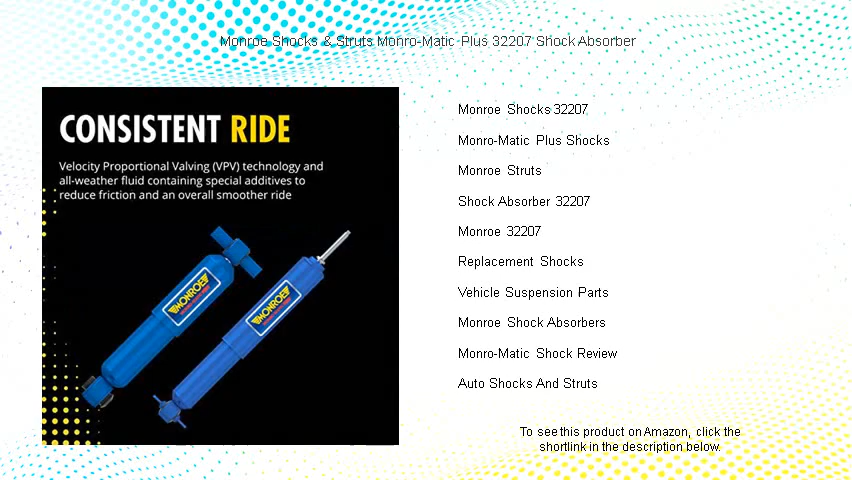 Monroe Shocks & Struts Monro-Matic Plus 32207 Shock Absorber
CONSISTENT RIDE
Velocity Proportional Valving (VPV) technology and
all-weather fluid containing special additives to
reduce friction and an overall smoother ride
MONROE
MONROE
Monroe Shocks 32207
Monro-Matic Plus Shocks
Monroe Struts
Shock Absorber 32207
Monroe 32207
Replacement Shocks
Vehicle Suspension Parts
Monroe Shock Absorbers
Monro-Matic Shock Review
Auto Shocks And Struts
To see this product on Amazon, click the
shortlink in the description below.